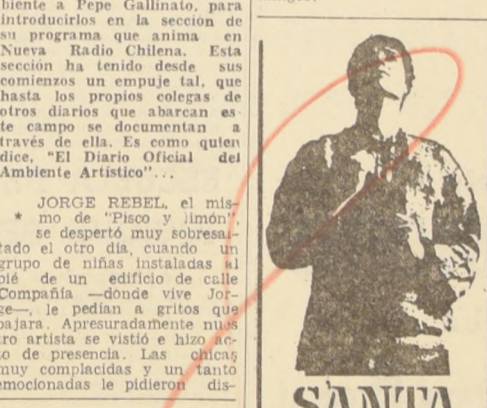 biente a Pepe Gallinato, para
introducirlos en la sección de
su programa que anima en
Nueva Radio Chilena. Esta
sección ha tenido desde sus
comienzos un empuje tal, que
hasta los propios colegas de
otros diarios que abarcan es-
te campo se documentan a
través de ella. Es como quien
dice, "El Diario Oficial del
Ambiente Artístico"...
JORGE REBEL, el mis-
* mo de "Pisco y limón",
se despertó muy sobresal-
tado el otro día, cuando un
grupo de niñas instaladas al
pié de un edificio de calle
Compañía —donde vive Jor-
ge—, le pedían a gritos que
bajara. Apresuradamente nues
tro artista se vistió e hizo ac-
to de presencia. Las chicas
muy complacidas y un tanto
emocionadas le pidieron dis-
SANTA